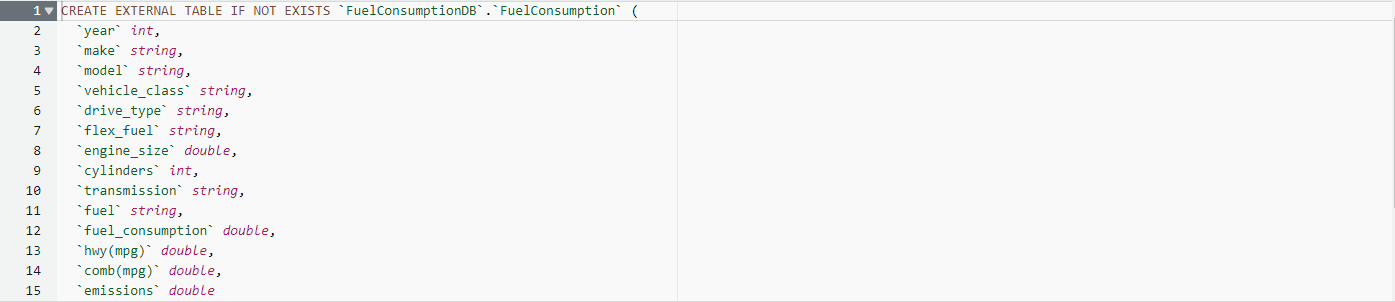 1 CREATE EXTERNAL TABLE IF NOT EXISTS `FuelConsumptionDB`.`FuelConsumption` (
2 `year` int,
3 `make` string,
4 `model` string,
5 `vehicle_class` string,
6 `drive_type` string,
7 `flex_fuel` string,
8 `engine_size` double,
9 `cylinders` int,
10 `transmission` string,
11 `fuel` string,
12 `fuel_consumption` double,
13 `hwy(mpg)` double,
14 `comb(mpg)` double,
15 `emissions` double